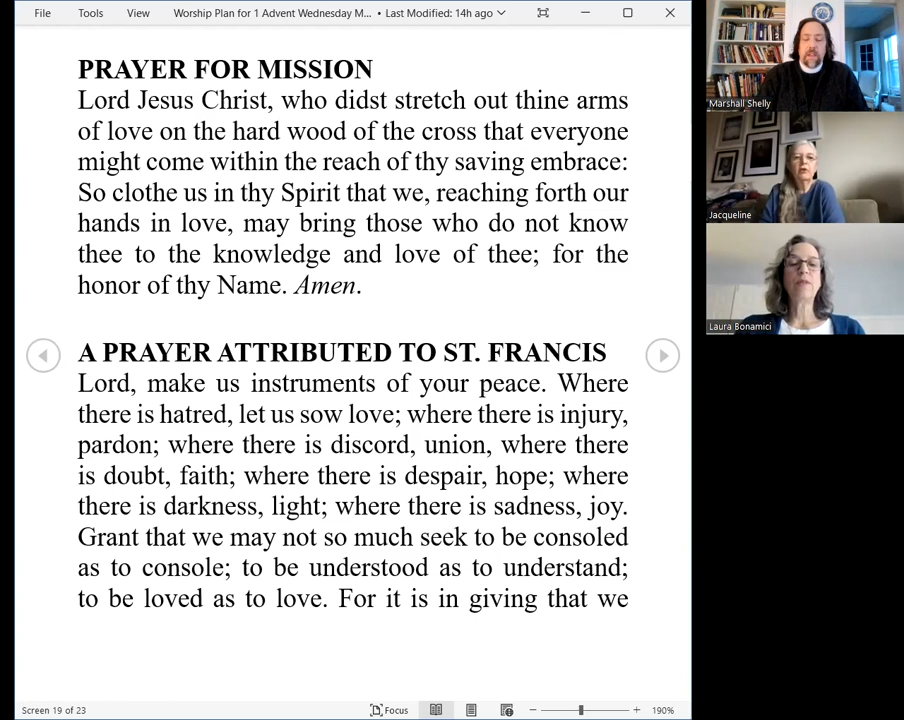 File Tools View Worship Plan for 1 Advent Wednesday M... • Last Modified: 14h ago
PRAYER FOR MISSION
Lord Jesus Christ, who didst stretch out thine arms
of love on the hard wood of the cross that everyone
might come within the reach of thy saving embrace:
So clothe us in thy Spirit that we, reaching forth our
hands in love, may bring those who do not know
thee to the knowledge and love of thee; for the
honor of thy Name. Amen.
A PRAYER ATTRIBUTED TO ST. FRANCIS
Lord, make us instruments of your peace. Where
there is hatred, let us sow love; where there is injury,
pardon; where there is discord, union, where there
is doubt, faith; where there is despair, hope; where
there is darkness, light; where there is sadness, joy.
Grant that we may not so much seek to be consoled
as to console; to be understood as to understand;
to be loved as to love. For it is in giving that we
Screen 19 of 23 Focus 190%
Marshall Shelly
Jacqueline
Laura Bonamici